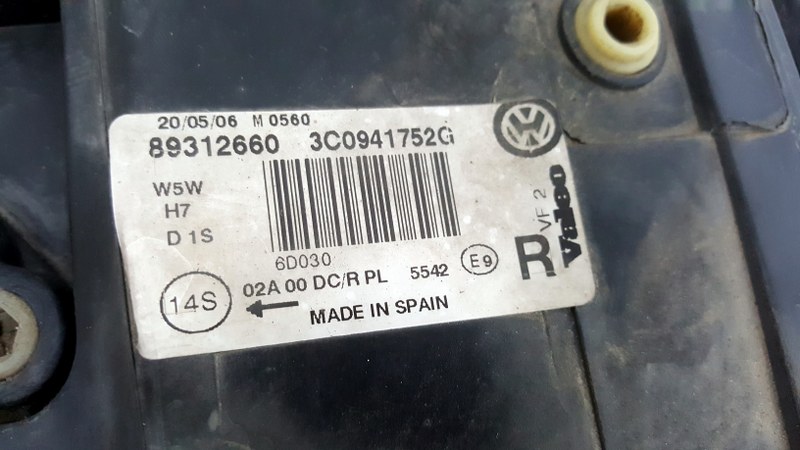 20/05/06 M 0560
89312660 3C0941752G
W5W
H7
D 1S
6D030
14S
02A 00 DC/R PL 5542 E9
MADE IN SPAIN
R
VF 2
Valeo